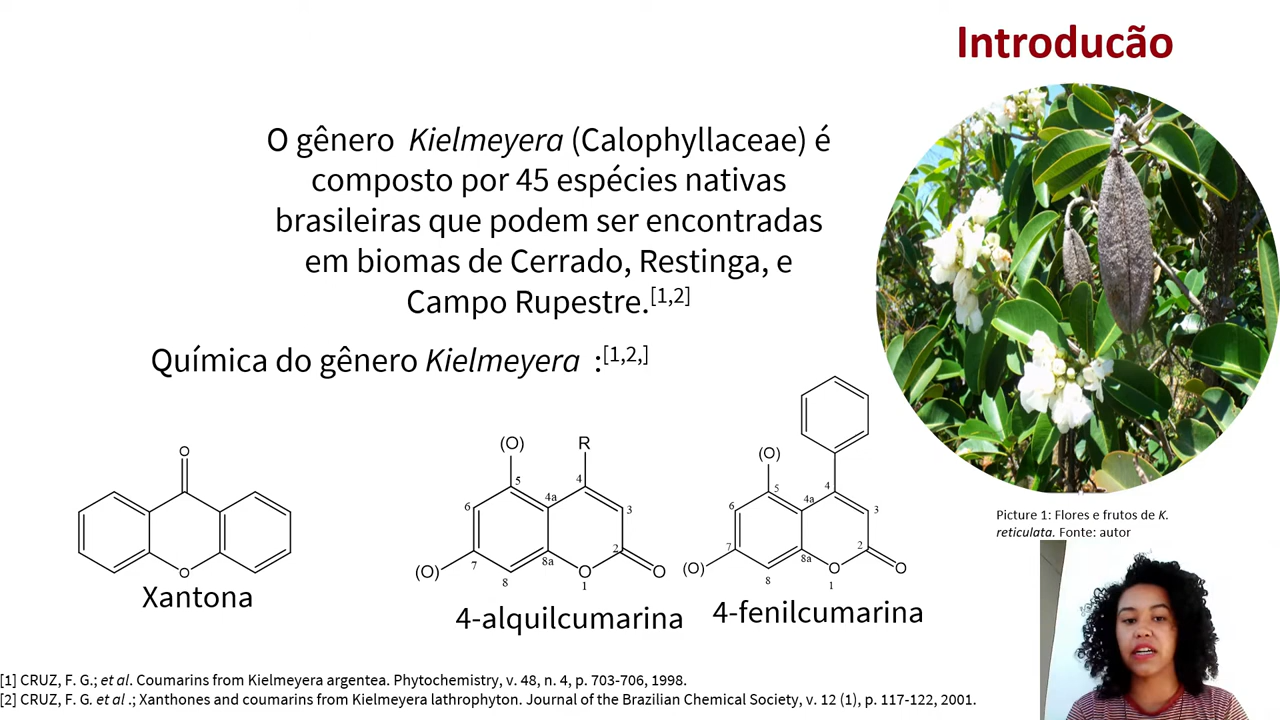 Introducão
O gênero Kielmeyera (Calophyllaceae) é
composto por 45 espécies nativas
brasileiras que podem ser encontradas
em biomas de Cerrado, Restinga, e
Campo Rupestre.[1,2]
Química do gênero Kielmeyera :[1,2,]
O
O
Xantona
(O)
R
5
4a
4
6
3
7
8a
2
(O)
8
O
1
O
4-alquilcumarina
(O)
5
4a
4
6
3
7
8a
2
(O)
8
O
1
O
4-fenilcumarina
Picture 1: Flores e frutos de K.
reticulata. Fonte: autor
[1] CRUZ, F. G.; et al. Coumarins from Kielmeyera argentea. Phytochemistry, v. 48, n. 4, p. 703-706, 1998.
[2] CRUZ, F. G. et al .; Xanthones and coumarins from Kielmeyera lathrophyton. Journal of the Brazilian Chemical Society, v. 12 (1), p. 117-122, 2001.